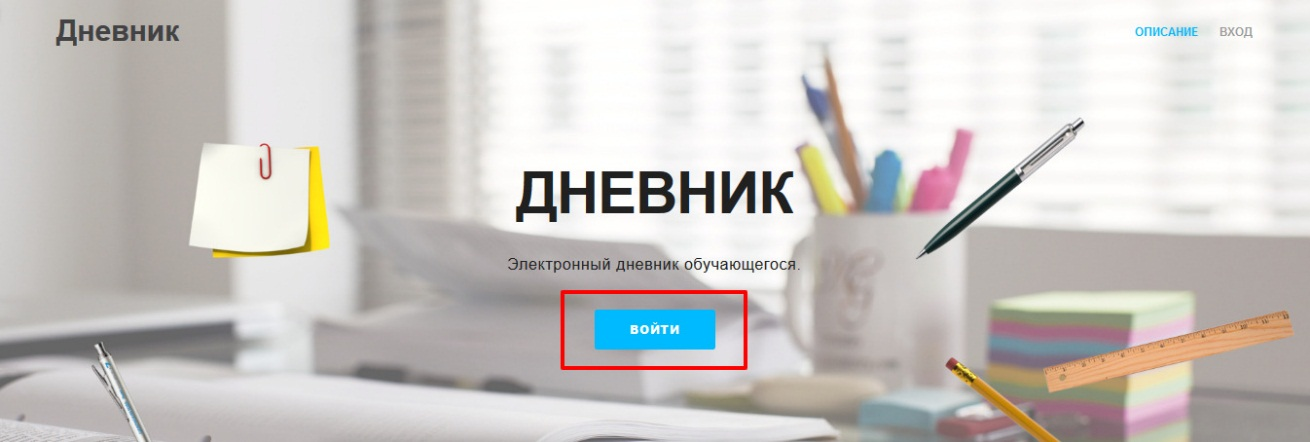 Дневник
ОПИСАНИЕ ВХОД
ДНЕВНИК
Электронный дневник обучающегося.
ВОЙТИ